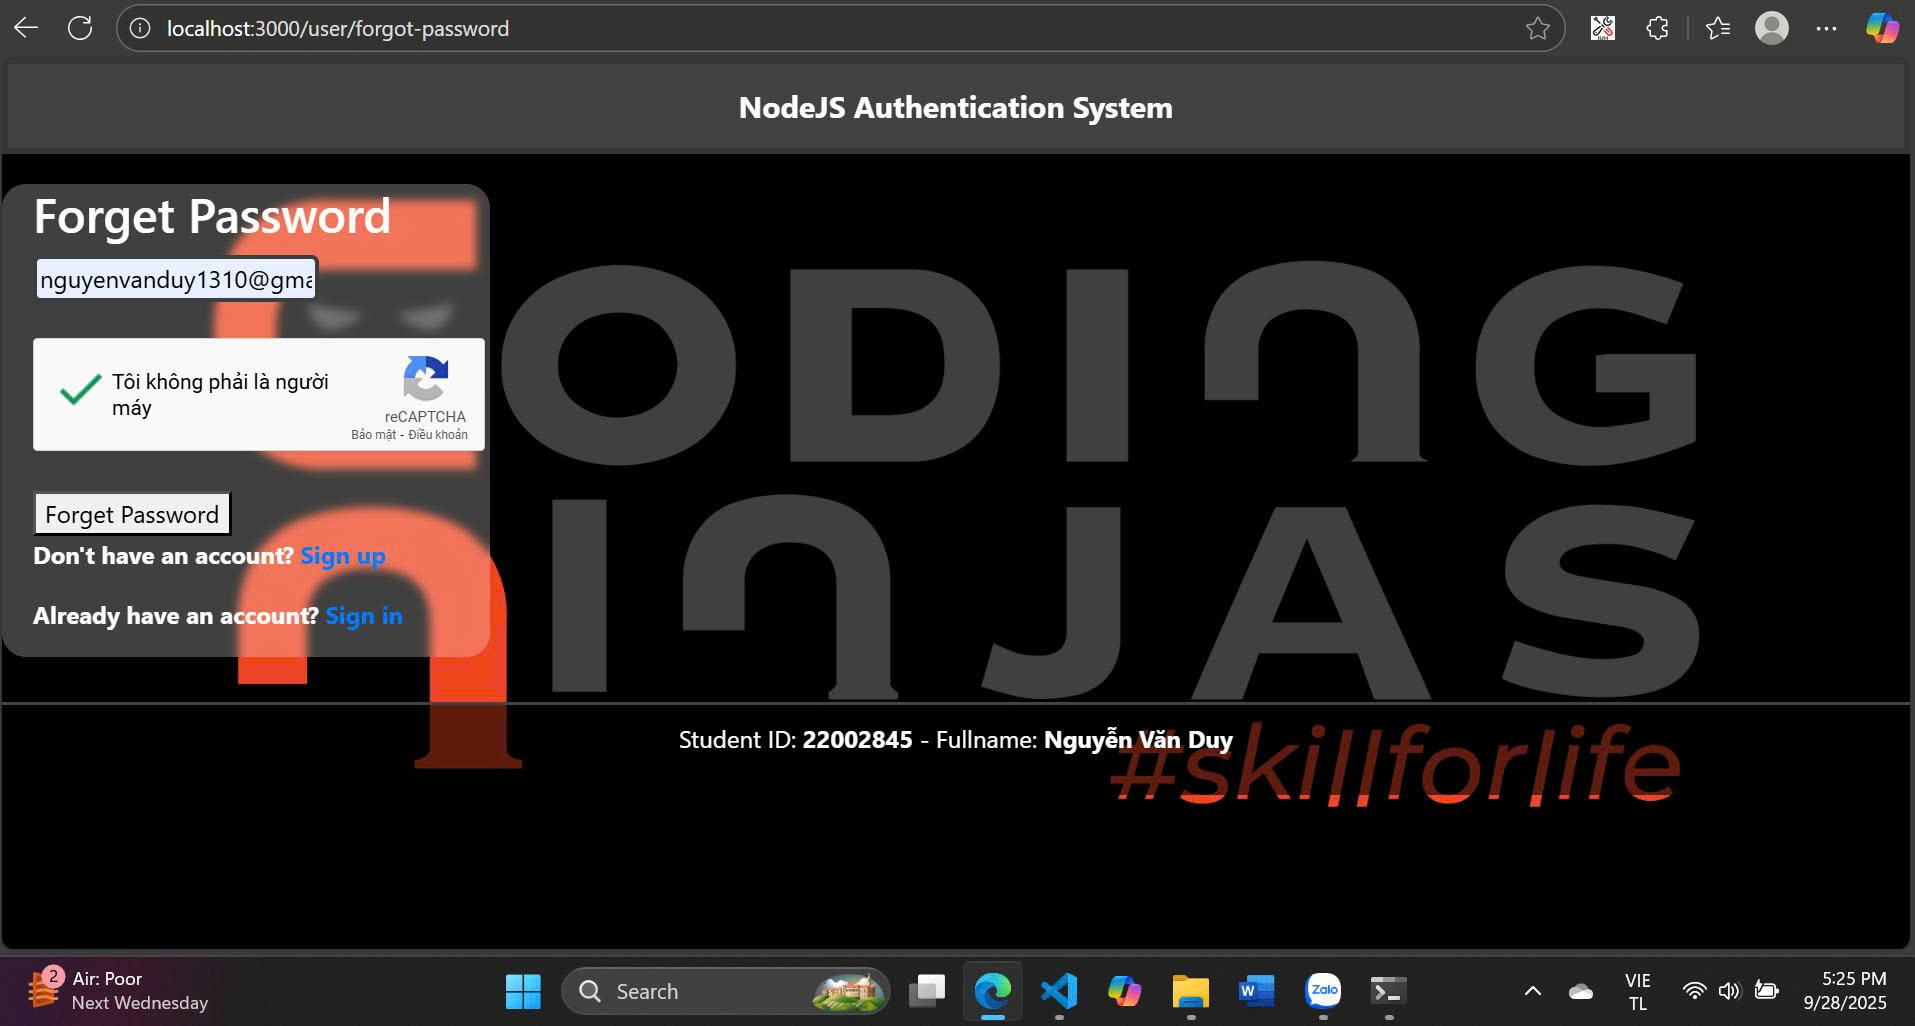 localhost:3000/user/forgot-password
NodeJS Authentication System
Forget Password
nguyenvanduy1310@gma
Tôi không phải là người
máy
reCAPTCHA
Bảo mật - Điều khoản
Forget Password
Don't have an account? Sign up
Already have an account? Sign in
CODING
NINJAS
Student ID: 22002845 - Fullname: Nguyễn Văn Duy
#skillforlife
2
Air: Poor
Next Wednesday
Search
W
Zalo
VIE
TL
5:25 PM
9/28/2025